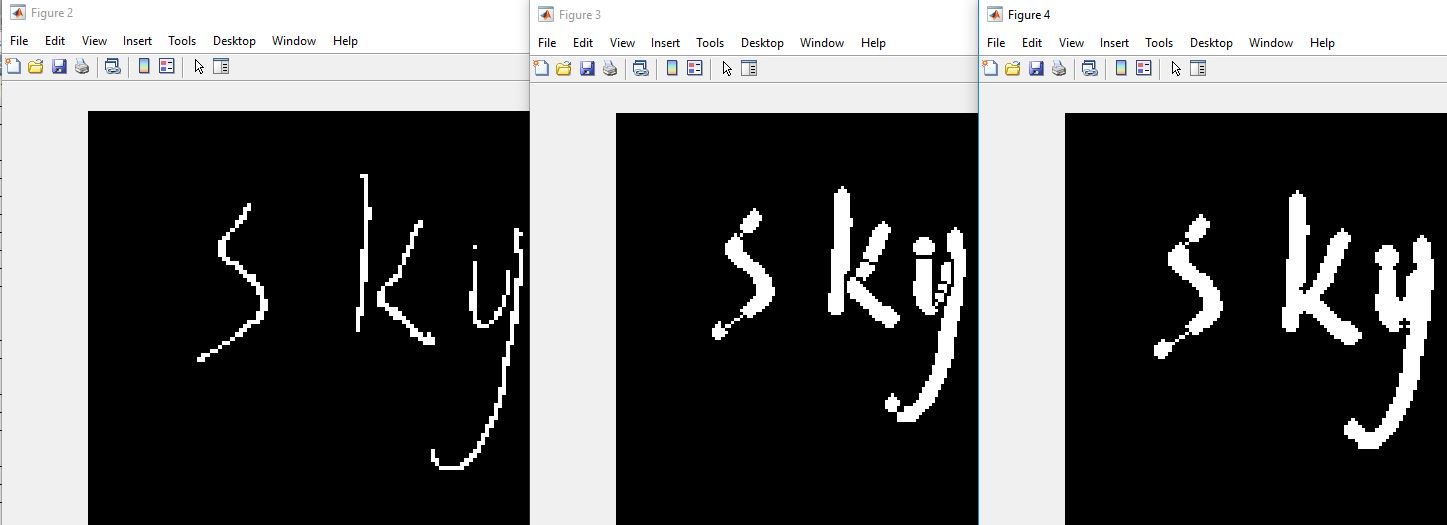 Figure 2
File Edit View Insert Tools Desktop Window Help
sky
Figure 3
File Edit View Insert Tools Desktop Window Help
sky
Figure 4
File Edit View Insert Tools Desktop Window Help
sky